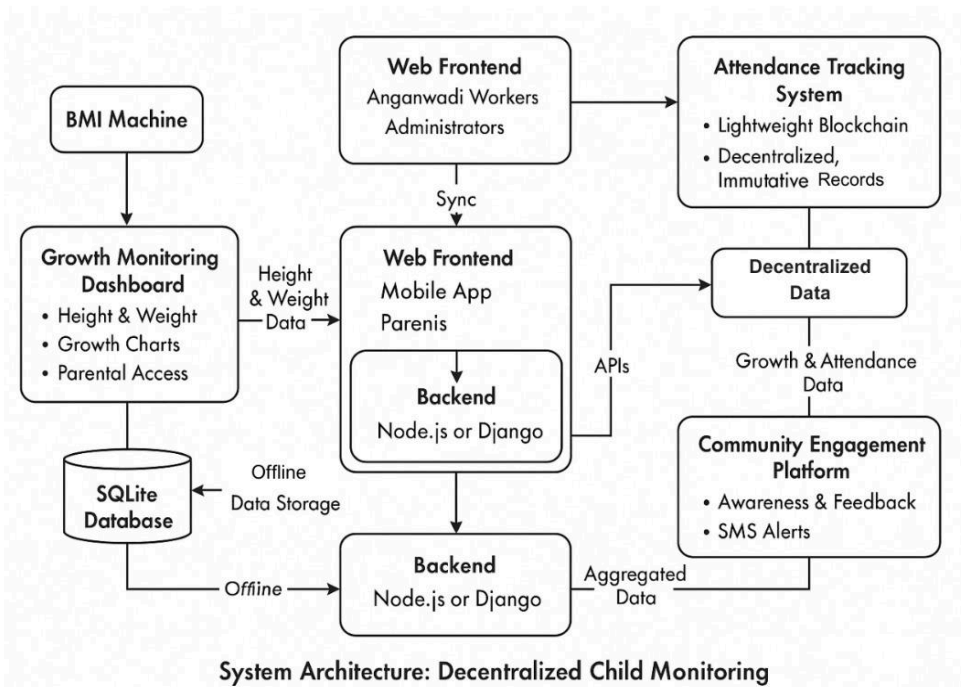 BMI Machine
Web Frontend
Anganwadi Workers
Administrators
Attendance Tracking
System
• Lightweight Blockchain
• Decentralized,
Immutative Records
Sync
Growth Monitoring
Dashboard
• Height & Weight
• Growth Charts
• Parental Access
Height
& Weight
Data
Web Frontend
Mobile App
Parenis
Backend
Node.js or Django
APIs
Decentralized
Data
Growth & Attendance
Data
SQLite
Database
Offline
Data Storage
Community Engagement
Platform
• Awareness & Feedback
• SMS Alerts
Offline
Backend
Node.js or Django
Aggregated
Data
System Architecture: Decentralized Child Monitoring